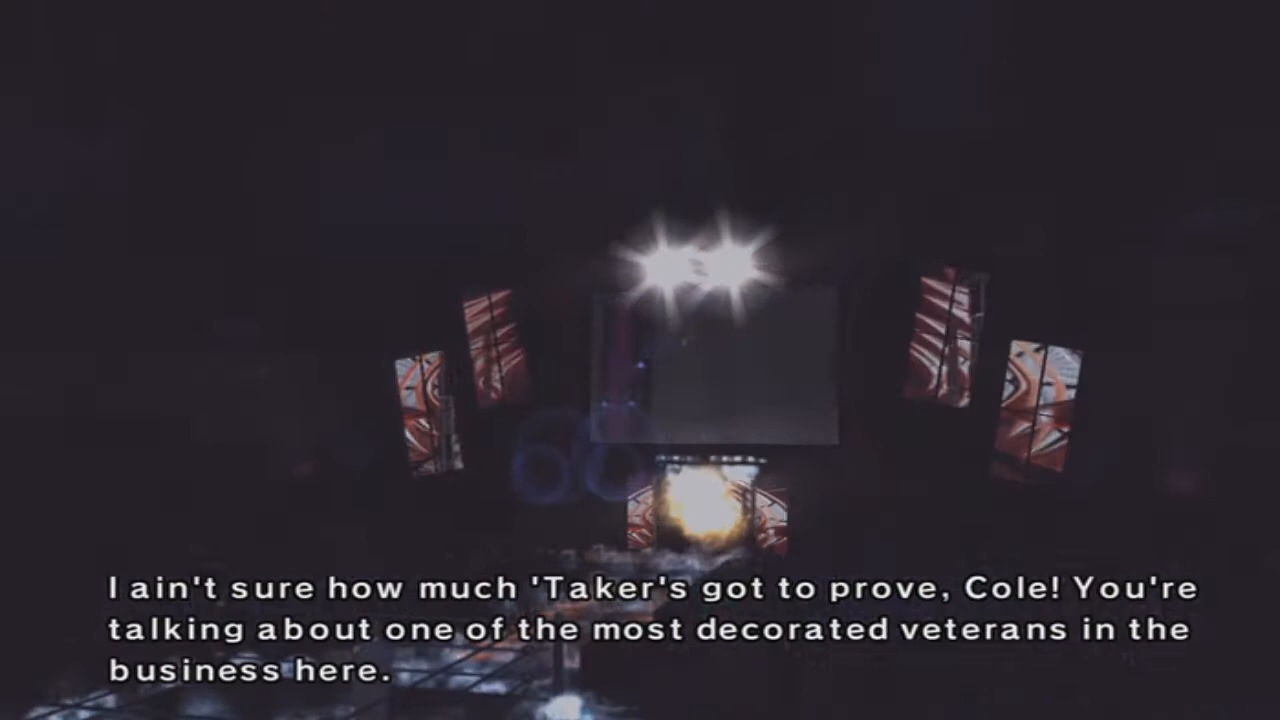 I ain't sure how much 'Taker's got to prove, Cole! You're
talking about one of the most decorated veterans in the
business here.